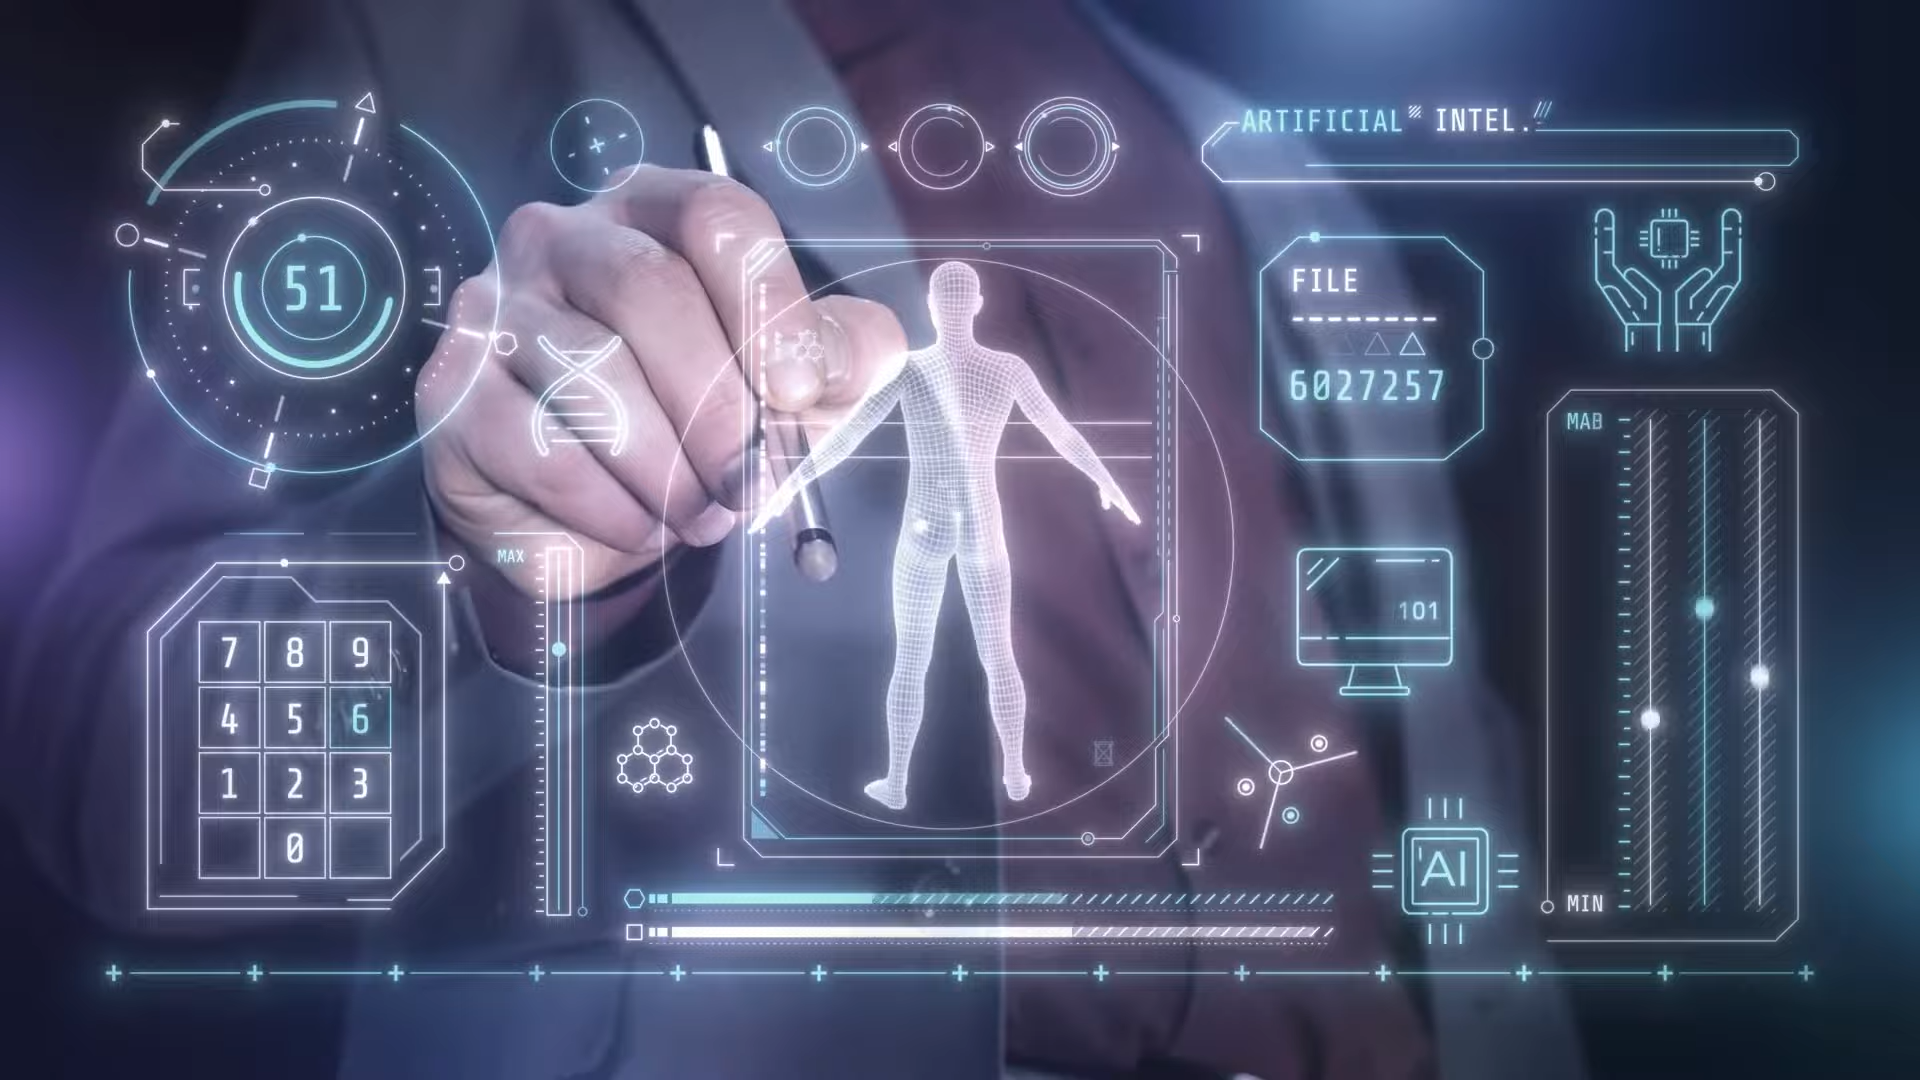 ARTIFICIAL INTEL.
51
FILE
6027257
MAB
MAX
101
7 8 9
4 5 6
1 2 3
0
AI
MIN